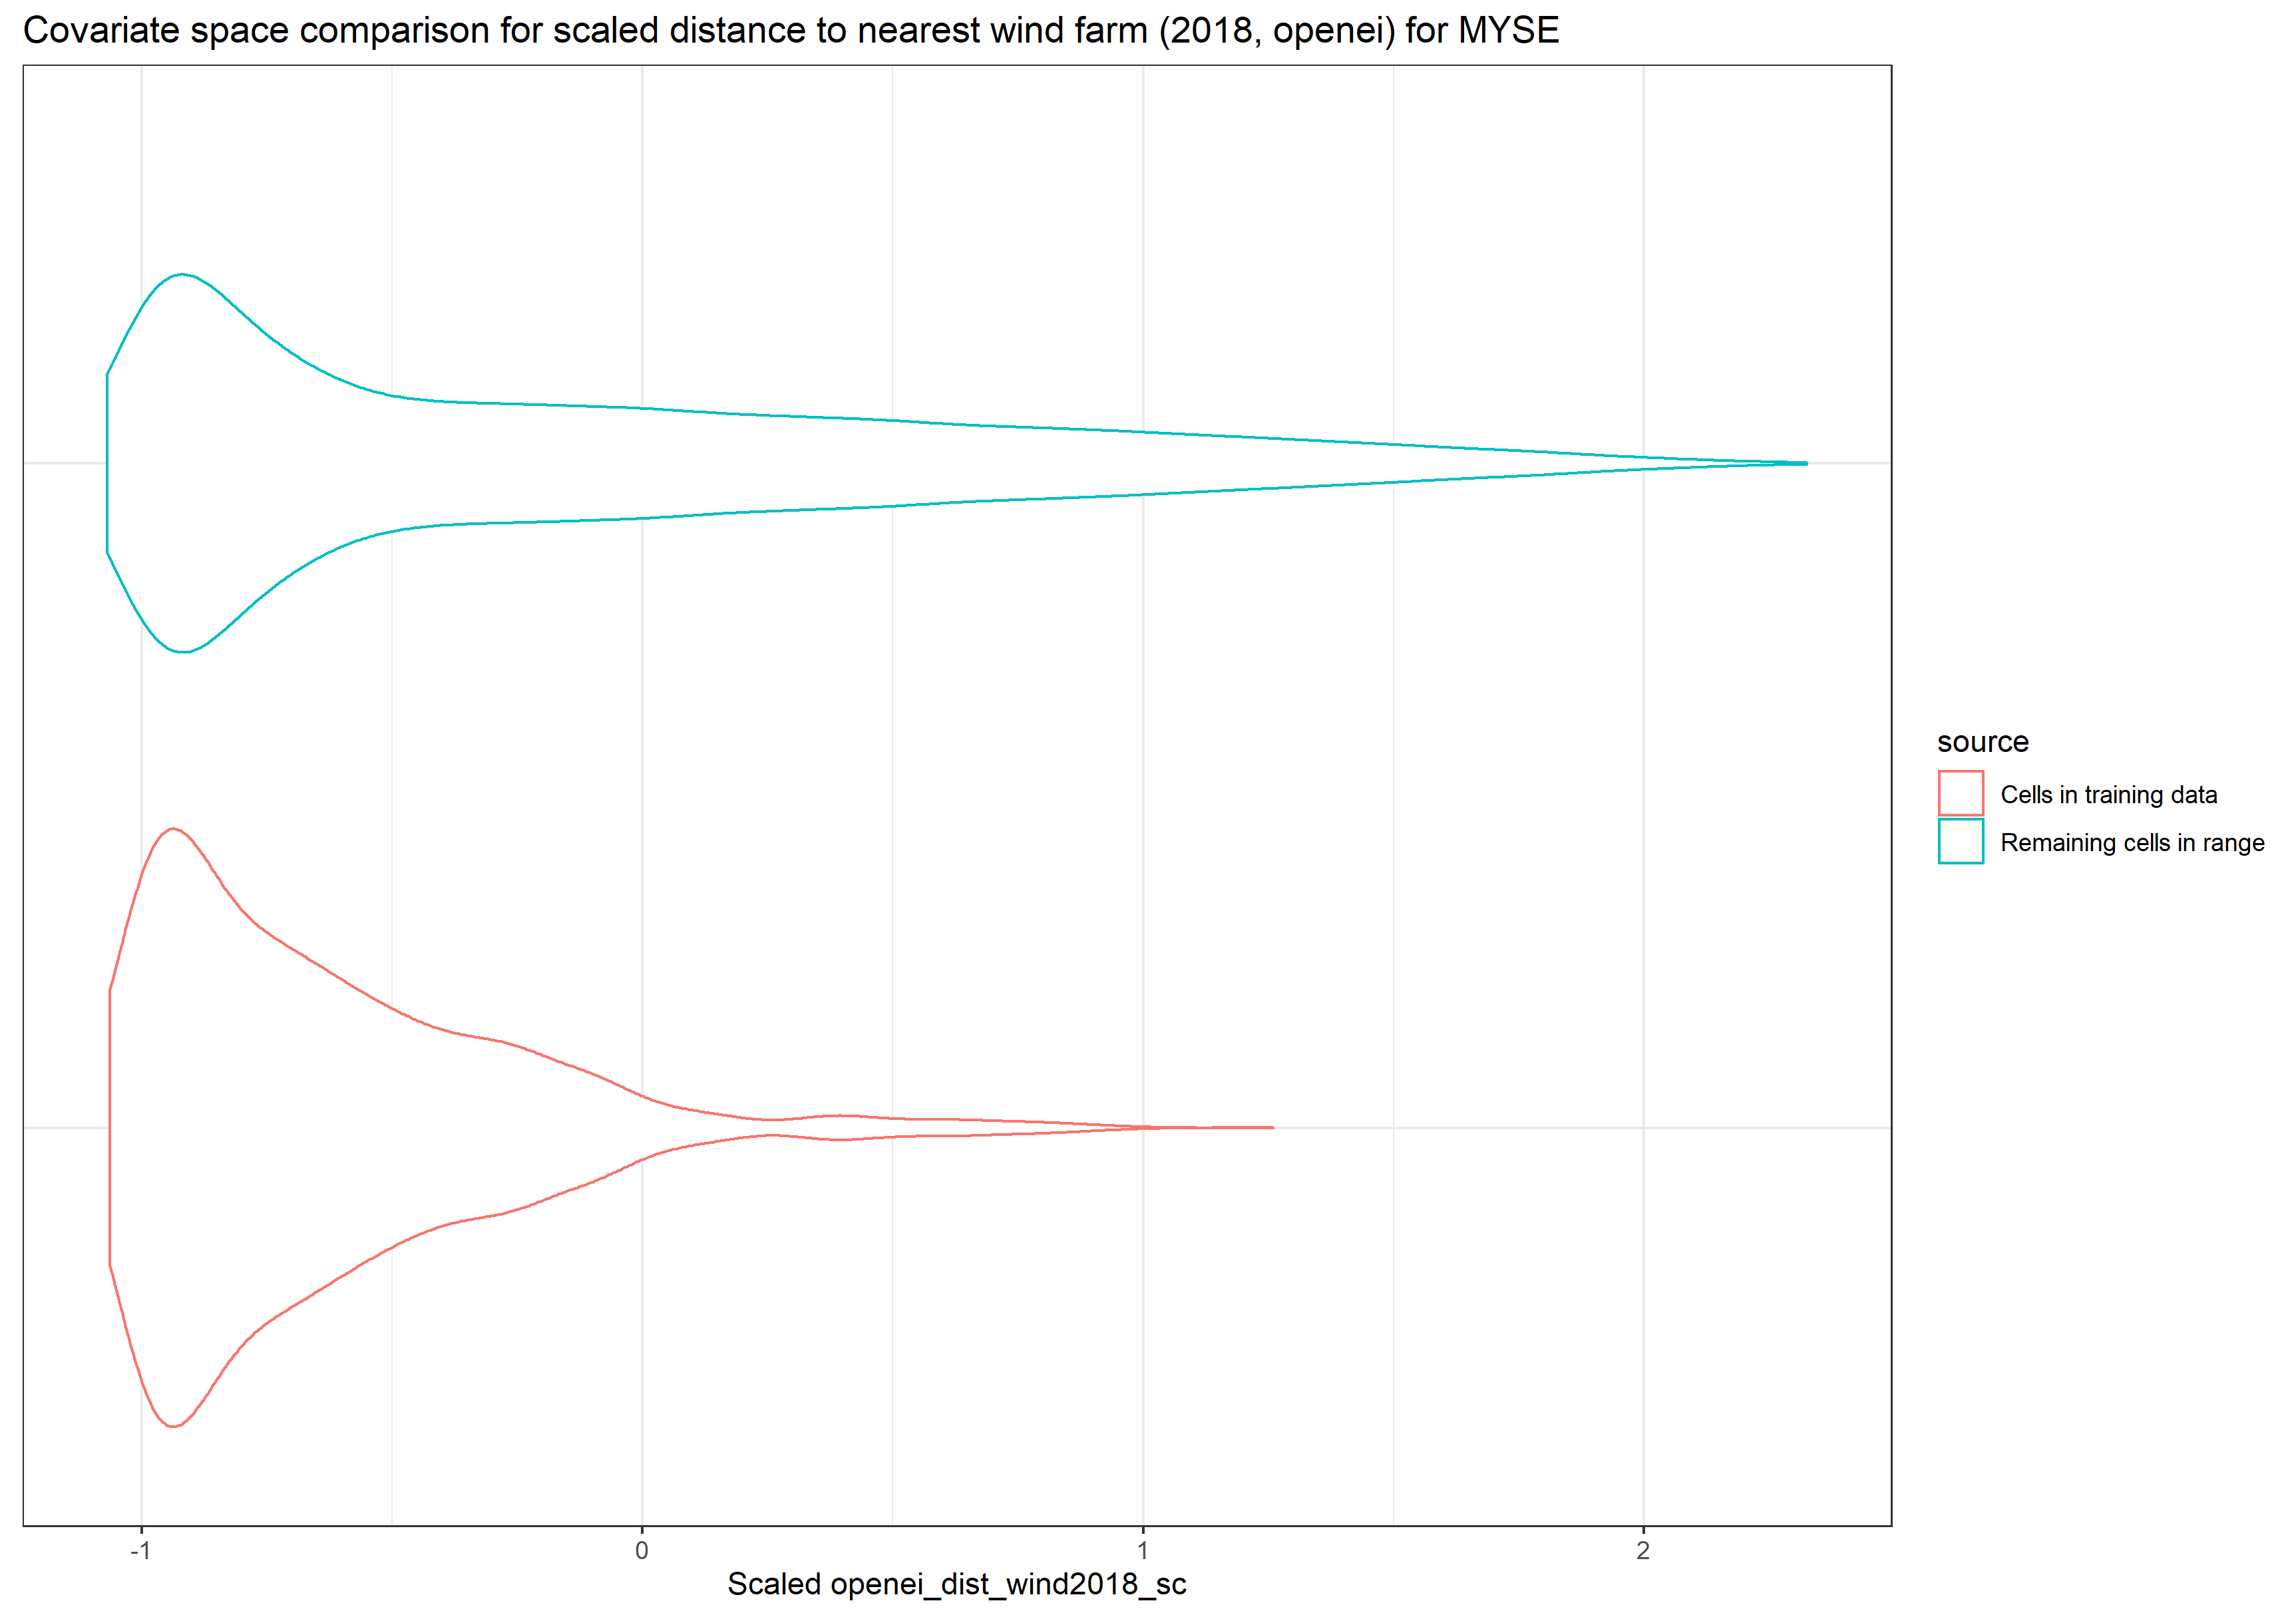 Covariate space comparison for scaled distance to nearest wind farm (2018, openei) for MYSE
source
Cells in training data
Remaining cells in range
-1 0 1 2
Scaled openei_dist_wind2018_sc